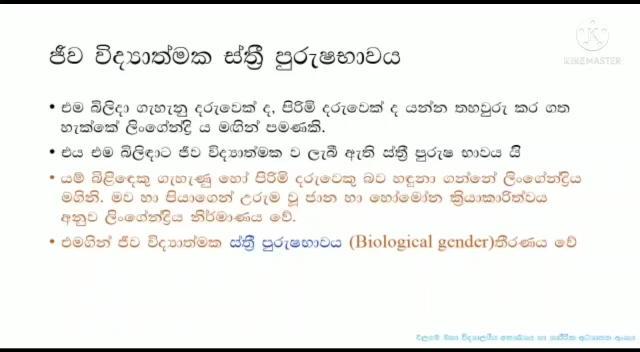 ජීව විද්‍යාත්මක ස්ත්‍රී පුරුෂභාවය
KINEMASTER
• එම බිලිදා ගැහැනු දරුවෙක් ද, පිරිමි දරුවෙක් ද යන්න තහවුරු කර ගත
හැක්කේ ලිංගේන්ද්‍රි ය මඟින් පමණකි.
• එය එම බිලිඳාට ජීව විද්‍යාත්මක ව ලැබී ඇති ස්ත්‍රී පුරුෂ භාවය යි
• යම් බිළිඳෙකු ගැහැණු හෝ පිරිමි දරුවෙකු බව හඳුනා ගන්නේ ලිංගේන්ද්‍රිය
මගිනි. මව හා පියාගෙන් උරුම වූ ජාන හා හෝමෝන ක්‍රියාකාරිත්වය
අනුව ලිංගේන්ද්‍රිය නිර්මාණය වේ.
• එමගින් ජීව විද්‍යාත්මක ස්ත්‍රී පුරුෂභාවය (Biological gender)තීරණය වේ